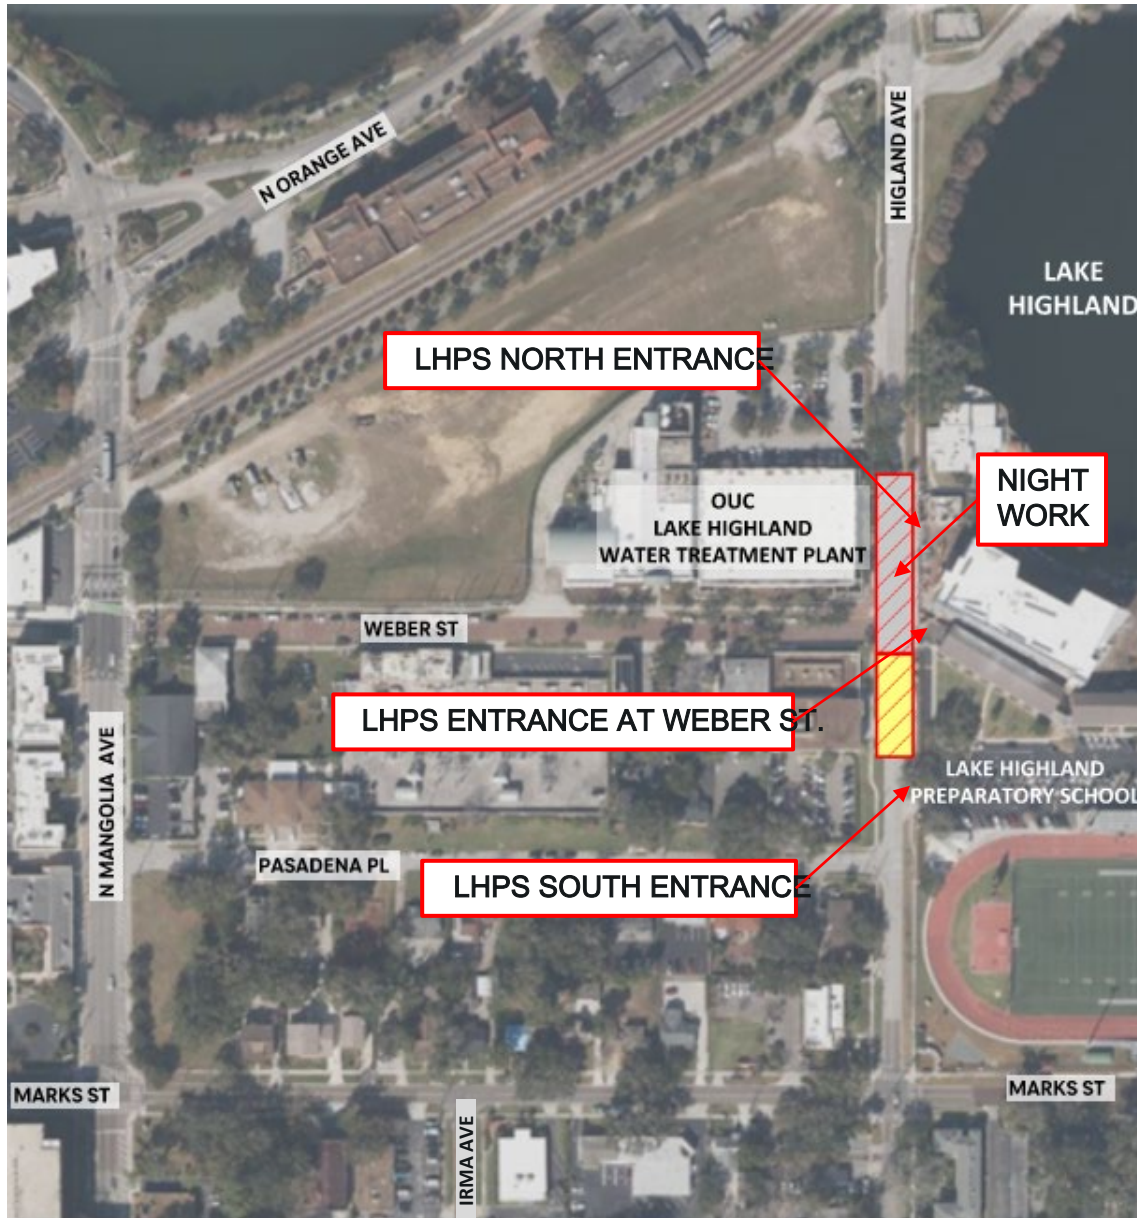 N ORANGE AVE
HIGLAND AVE
LAKE
HIGHLAND
LHPS NORTH ENTRANCE
NIGHT
WORK
OUC
LAKE HIGHLAND
WATER TREATMENT PLANT
WEBER ST
LHPS ENTRANCE AT WEBER ST.
N MANGOLIA AVE
LAKE HIGHLAND
PREPARATORY SCHOOL
PASADENA PL
LHPS SOUTH ENTRANCE
MARKS ST
MARKS ST
IRMA AVE